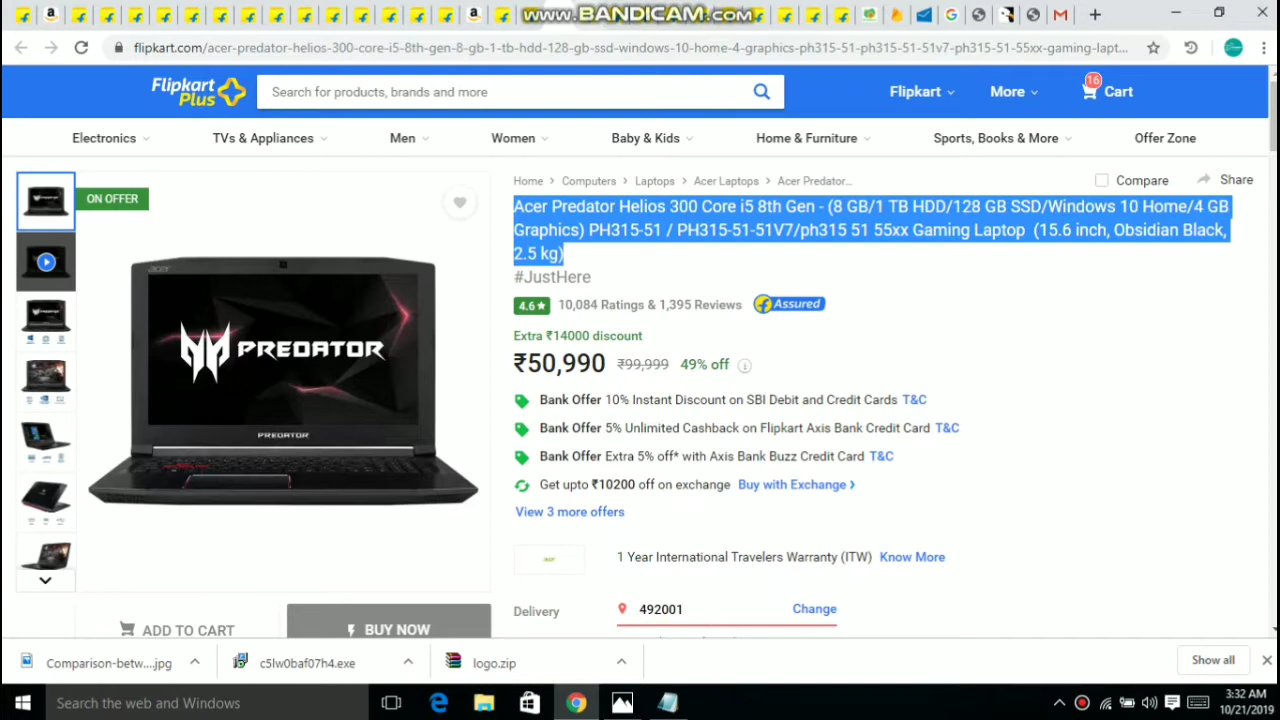 www.BANDICAM.com
flipkart.com/acer-predator-helios-300-core-i5-8th-gen-8-gb-1-tb-hdd-128-gb-ssd-windows-10-home-4-graphics-ph315-51-ph315-51-51v7-ph315-51-55xx-gaming-lapt...
Flipkart
Plus
Search for products, brands and more
Flipkart
More
16
Cart
Electronics
TVs & Appliances
Men
Women
Baby & Kids
Home & Furniture
Sports, Books & More
Offer Zone
ON OFFER
Home > Computers > Laptops > Acer Laptops > Acer Predator...
Compare
Share
Acer Predator Helios 300 Core i5 8th Gen - (8 GB/1 TB HDD/128 GB SSD/Windows 10 Home/4 GB
Graphics) PH315-51 / PH315-51-51V7/ph315 51 55xx Gaming Laptop (15.6 inch, Obsidian Black,
2.5 kg)
#JustHere
4.6★ 10,084 Ratings & 1,395 Reviews Assured
Extra ₹14000 discount
₹50,990 ₹99,999 49% off
Bank Offer 10% Instant Discount on SBI Debit and Credit Cards T&C
Bank Offer 5% Unlimited Cashback on Flipkart Axis Bank Credit Card T&C
Bank Offer Extra 5% off* with Axis Bank Buzz Credit Card T&C
Get upto ₹10200 off on exchange Buy with Exchange >
View 3 more offers
acer
PREDATOR
PREDATOR
acer
1 Year International Travelers Warranty (ITW) Know More
Delivery
492001
Change
ADD TO CART
BUY NOW
Comparison-betw....jpg
c5lw0baf07h4.exe
logo.zip
Show all
Search the web and Windows
3:32 AM
10/21/2019